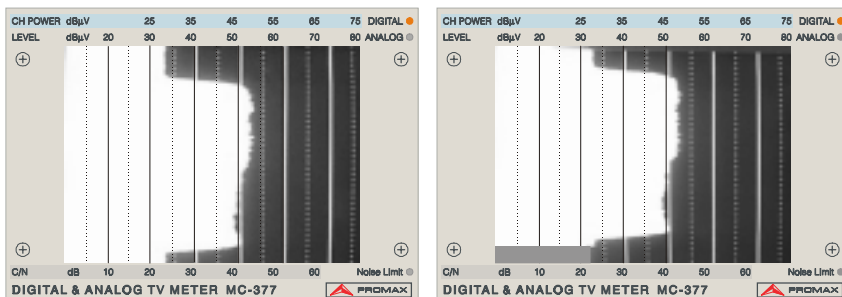 CH POWER dBµV 25 35 45 55 65 75 DIGITAL
LEVEL dBµV 20 30 40 50 60 70 80 ANALOG
C/N dB 10 20 30 40 50 60 Noise Limit
DIGITAL & ANALOG TV METER MC-377 PROMAX
CH POWER dBµV 25 35 45 55 65 75 DIGITAL
LEVEL dBµV 20 30 40 50 60 70 80 ANALOG
C/N dB 10 20 30 40 50 60 Noise Limit
DIGITAL & ANALOG TV METER MC-377 PROMAX